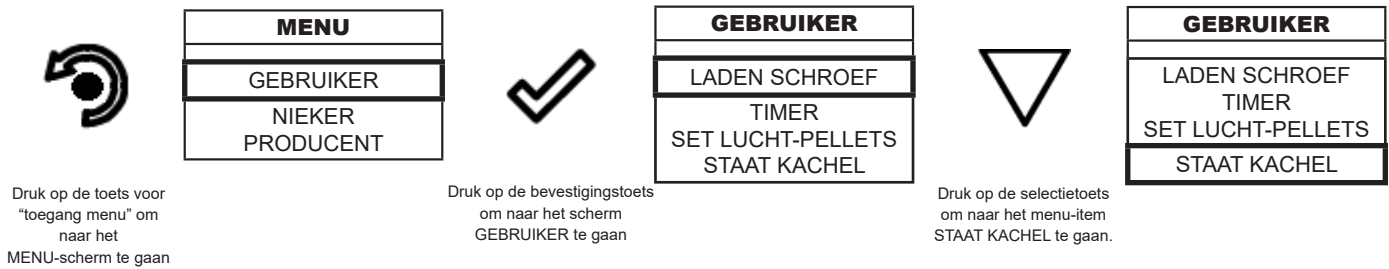 MENU
GEBRUIKER
NIEKER
PRODUCENT
Druk op de toets voor
“toegang menu” om
naar het
MENU-scherm te gaan
GEBRUIKER
LADEN SCHROEF
TIMER
SET LUCHT-PELLETS
STAAT KACHEL
Druk op de bevestigingstoets
om naar het scherm
GEBRUIKER te gaan
GEBRUIKER
LADEN SCHROEF
TIMER
SET LUCHT-PELLETS
STAAT KACHEL
Druk op de selectietoets
om naar het menu-item
STAAT KACHEL te gaan.